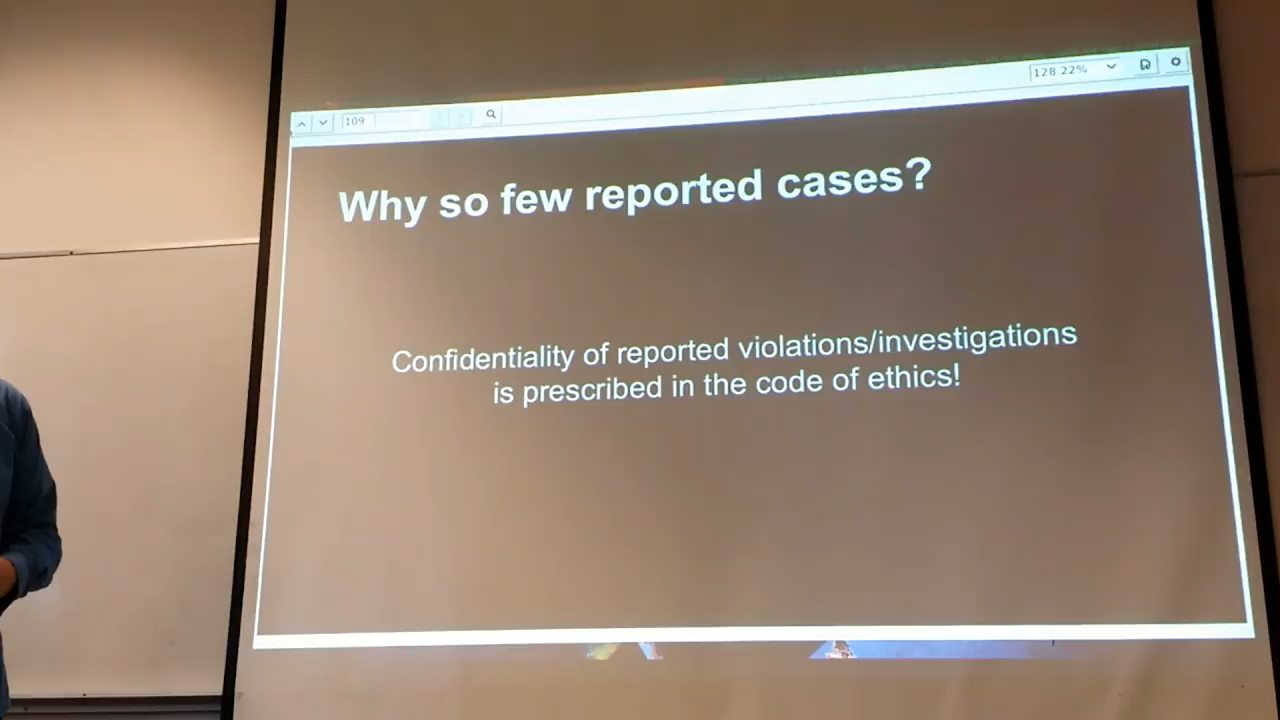 109
128.22%
Why so few reported cases?
Confidentiality of reported violations/investigations
is prescribed in the code of ethics!